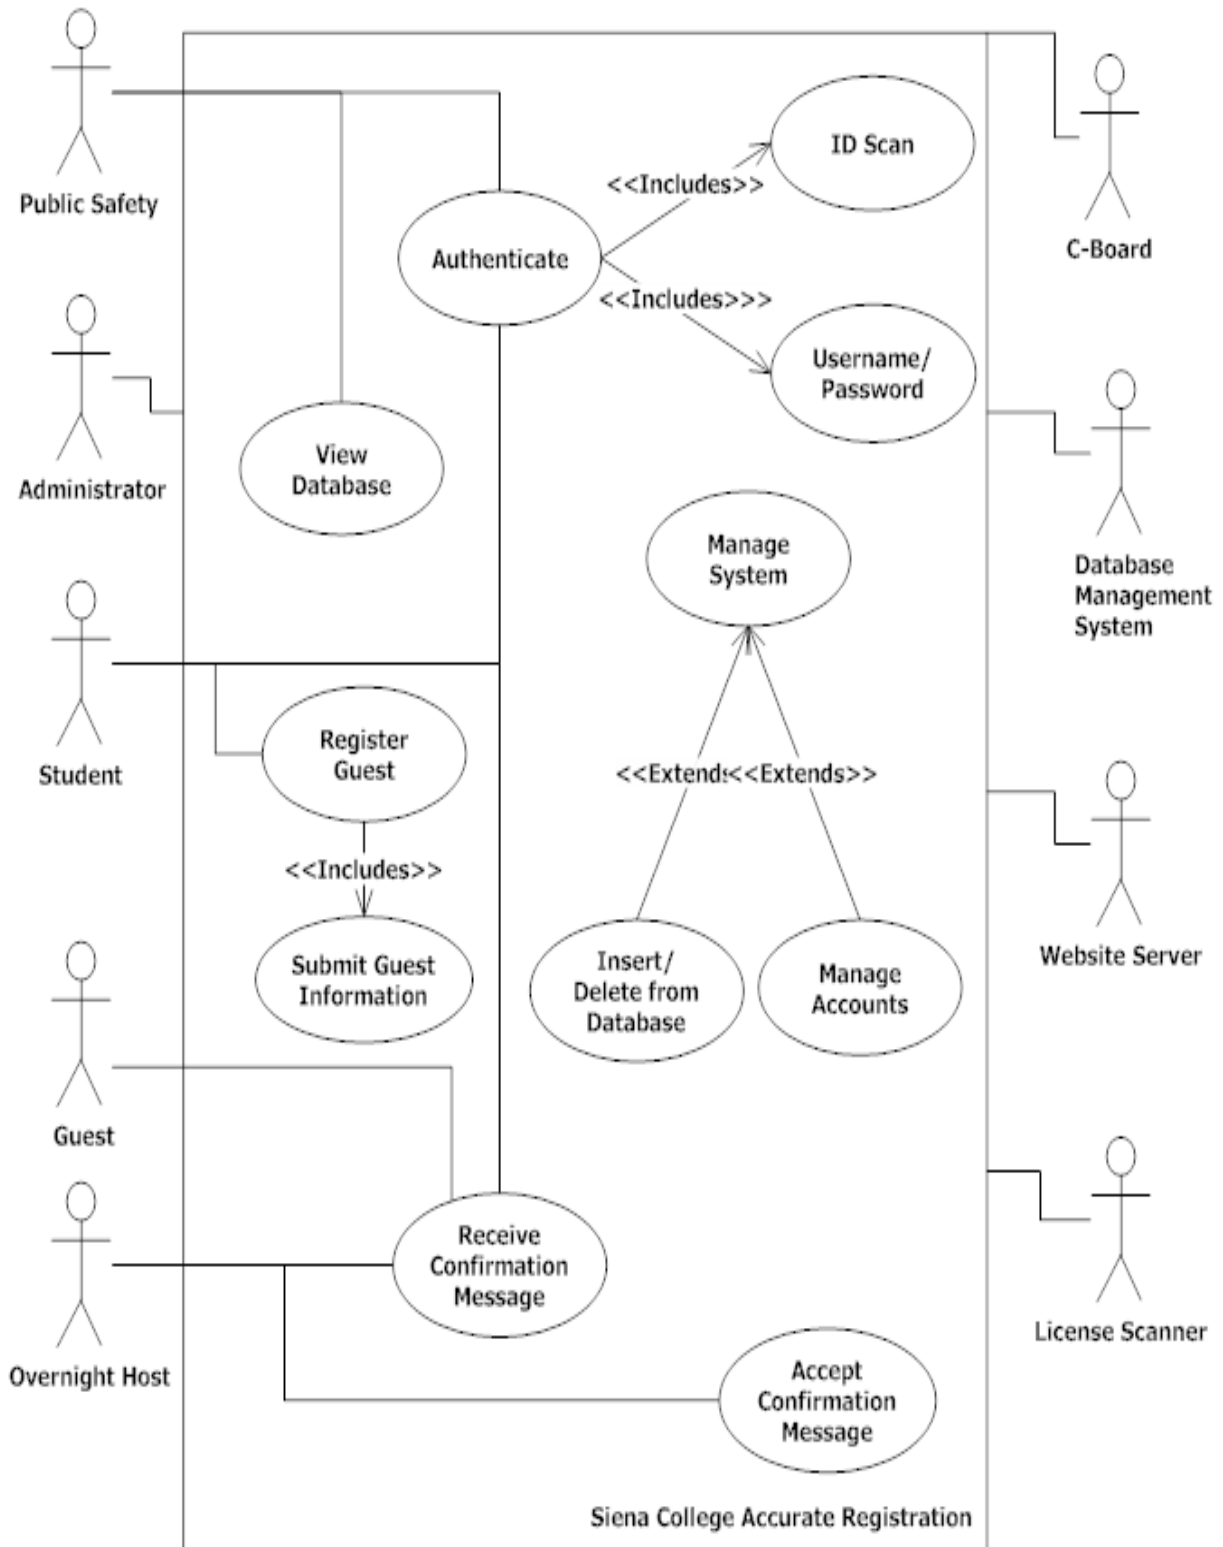 Public Safety
ID Scan
<<Includes>>
C-Board
Authenticate
<<Includes>>>
Username/
Password
View
Database
Administrator
Manage
System
Database
Management
System
Register
Guest
Student
<<Extends
<<Extends>>
<<Includes>>
Submit Guest
Information
Insert/
Delete from
Database
Manage
Accounts
Website Server
Guest
Receive
Confirmation
Message
License Scanner
Overnight Host
Accept
Confirmation
Message
Siena College Accurate Registration